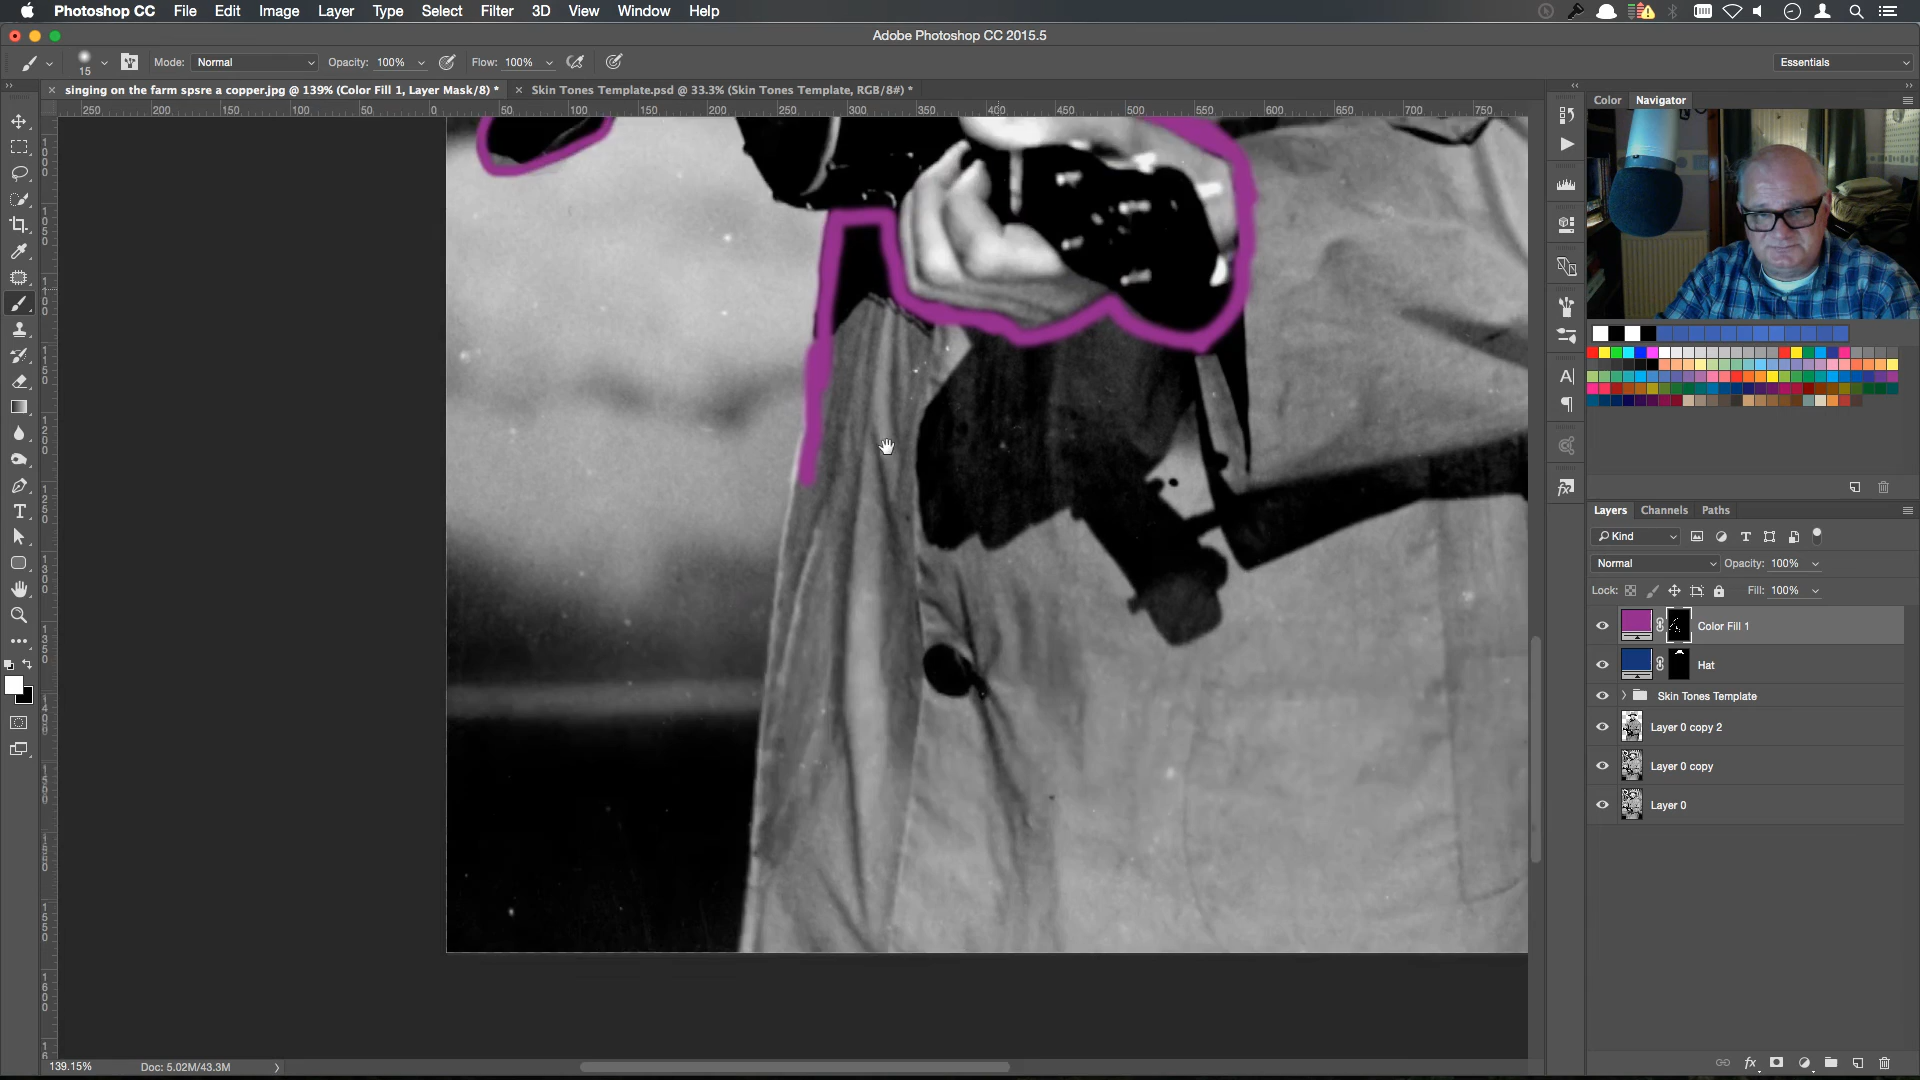 Photoshop CC File Edit Image Layer Type Select Filter 3D View Window Help
Adobe Photoshop CC 2015.5
15 Mode: Normal Opacity: 100% Flow: 100% Essentials
singing on the farm spsre a copper.jpg @ 139% (Color Fill 1, Layer Mask/8) * Skin Tones Template.psd @ 33.3% (Skin Tones Template, RGB/8#) *
Color Navigator
250 200 150 100 50 0 50 100 150 200 250 300 350 400 450 500 550 600 650 700 750
Layers Channels Paths
Kind
Normal Opacity: 100%
Lock: Fill: 100%
Color Fill 1
Hat
Skin Tones Template
Layer 0 copy 2
Layer 0 copy
Layer 0
139.15% Doc: 5.02M/43.3M